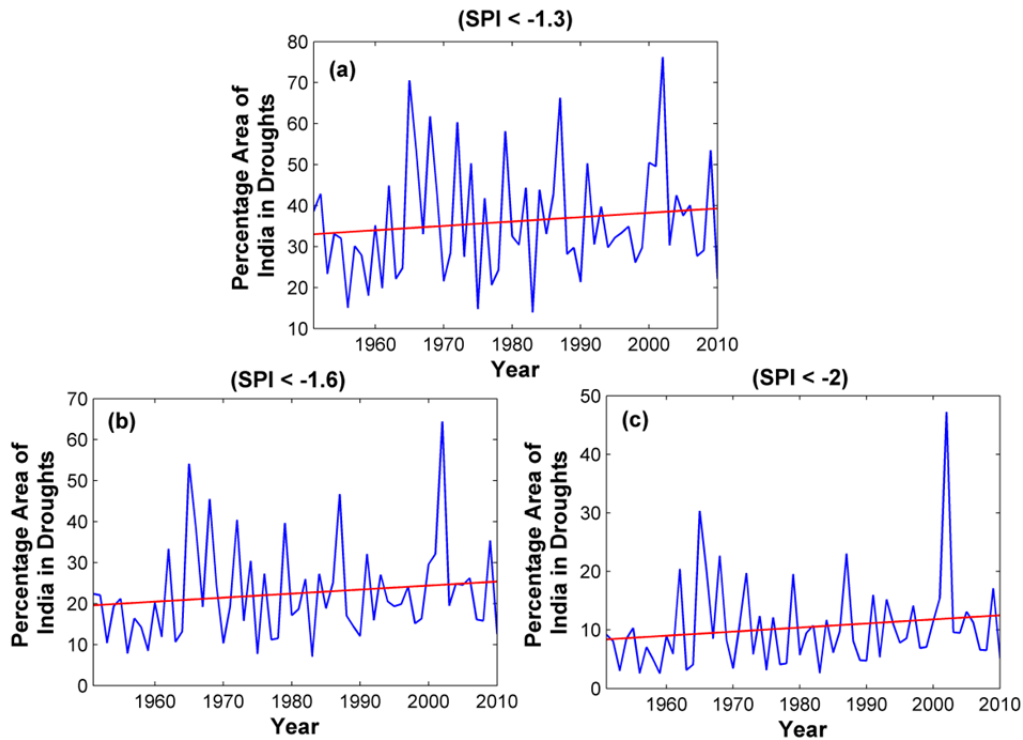 (SPI < -1.3)
(a)
Percentage Area of
India in Droughts
80
70
60
50
40
30
20
10
1960 1970 1980 1990 2000 2010
Year
(SPI < -1.6)
(b)
Percentage Area of
India in Droughts
70
60
50
40
30
20
10
0
1960 1970 1980 1990 2000 2010
Year
(SPI < -2)
(c)
Percentage Area of
India in Droughts
50
40
30
20
10
0
1960 1970 1980 1990 2000 2010
Year